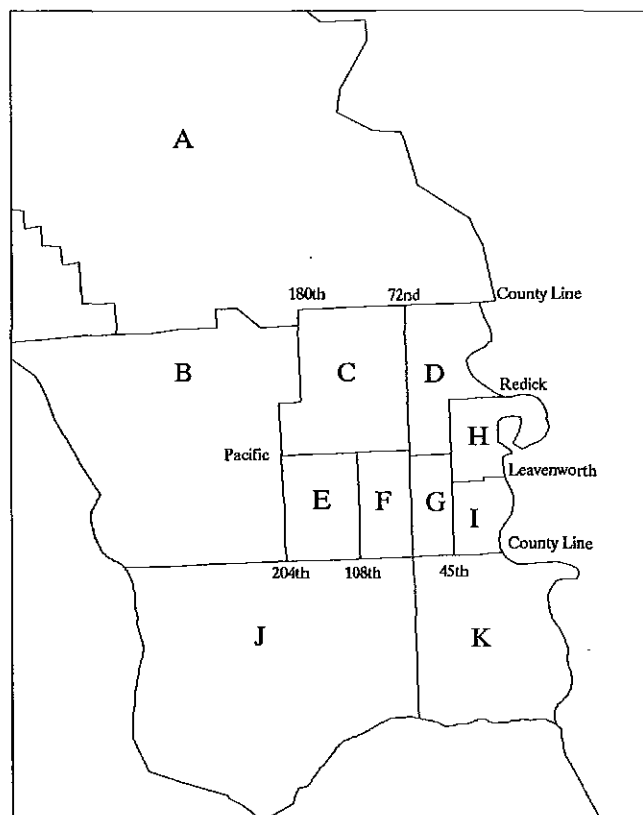 A
180th 72nd County Line
B C D
Redick
H
Pacific
Leavenworth
E F G I
County Line
204th 108th 45th
J K